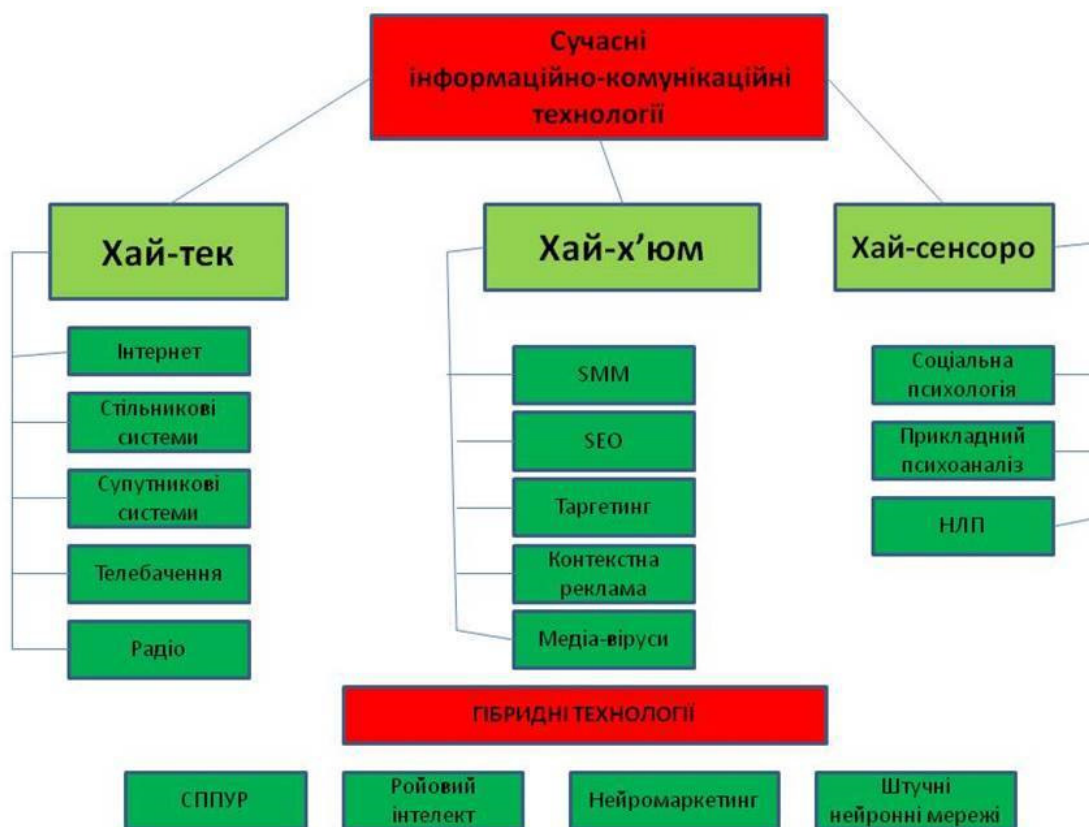 Сучасні
інформаційно-комунікаційні
технології
Хай-тек
Інтернет
Стільникові
системи
Супутникові
системи
Телебачення
Радіо
Хай-х’юм
SMM
SEO
Таргетинг
Контекстна
реклама
Медіа-віруси
Хай-сенсоро
Соціальна
психологія
Прикладний
психоаналіз
НЛП
ГІБРИДНІ ТЕХНОЛОГІЇ
СППУР
Ройовий
інтелект
Нейромаркетинг
Штучні
нейронні мережі